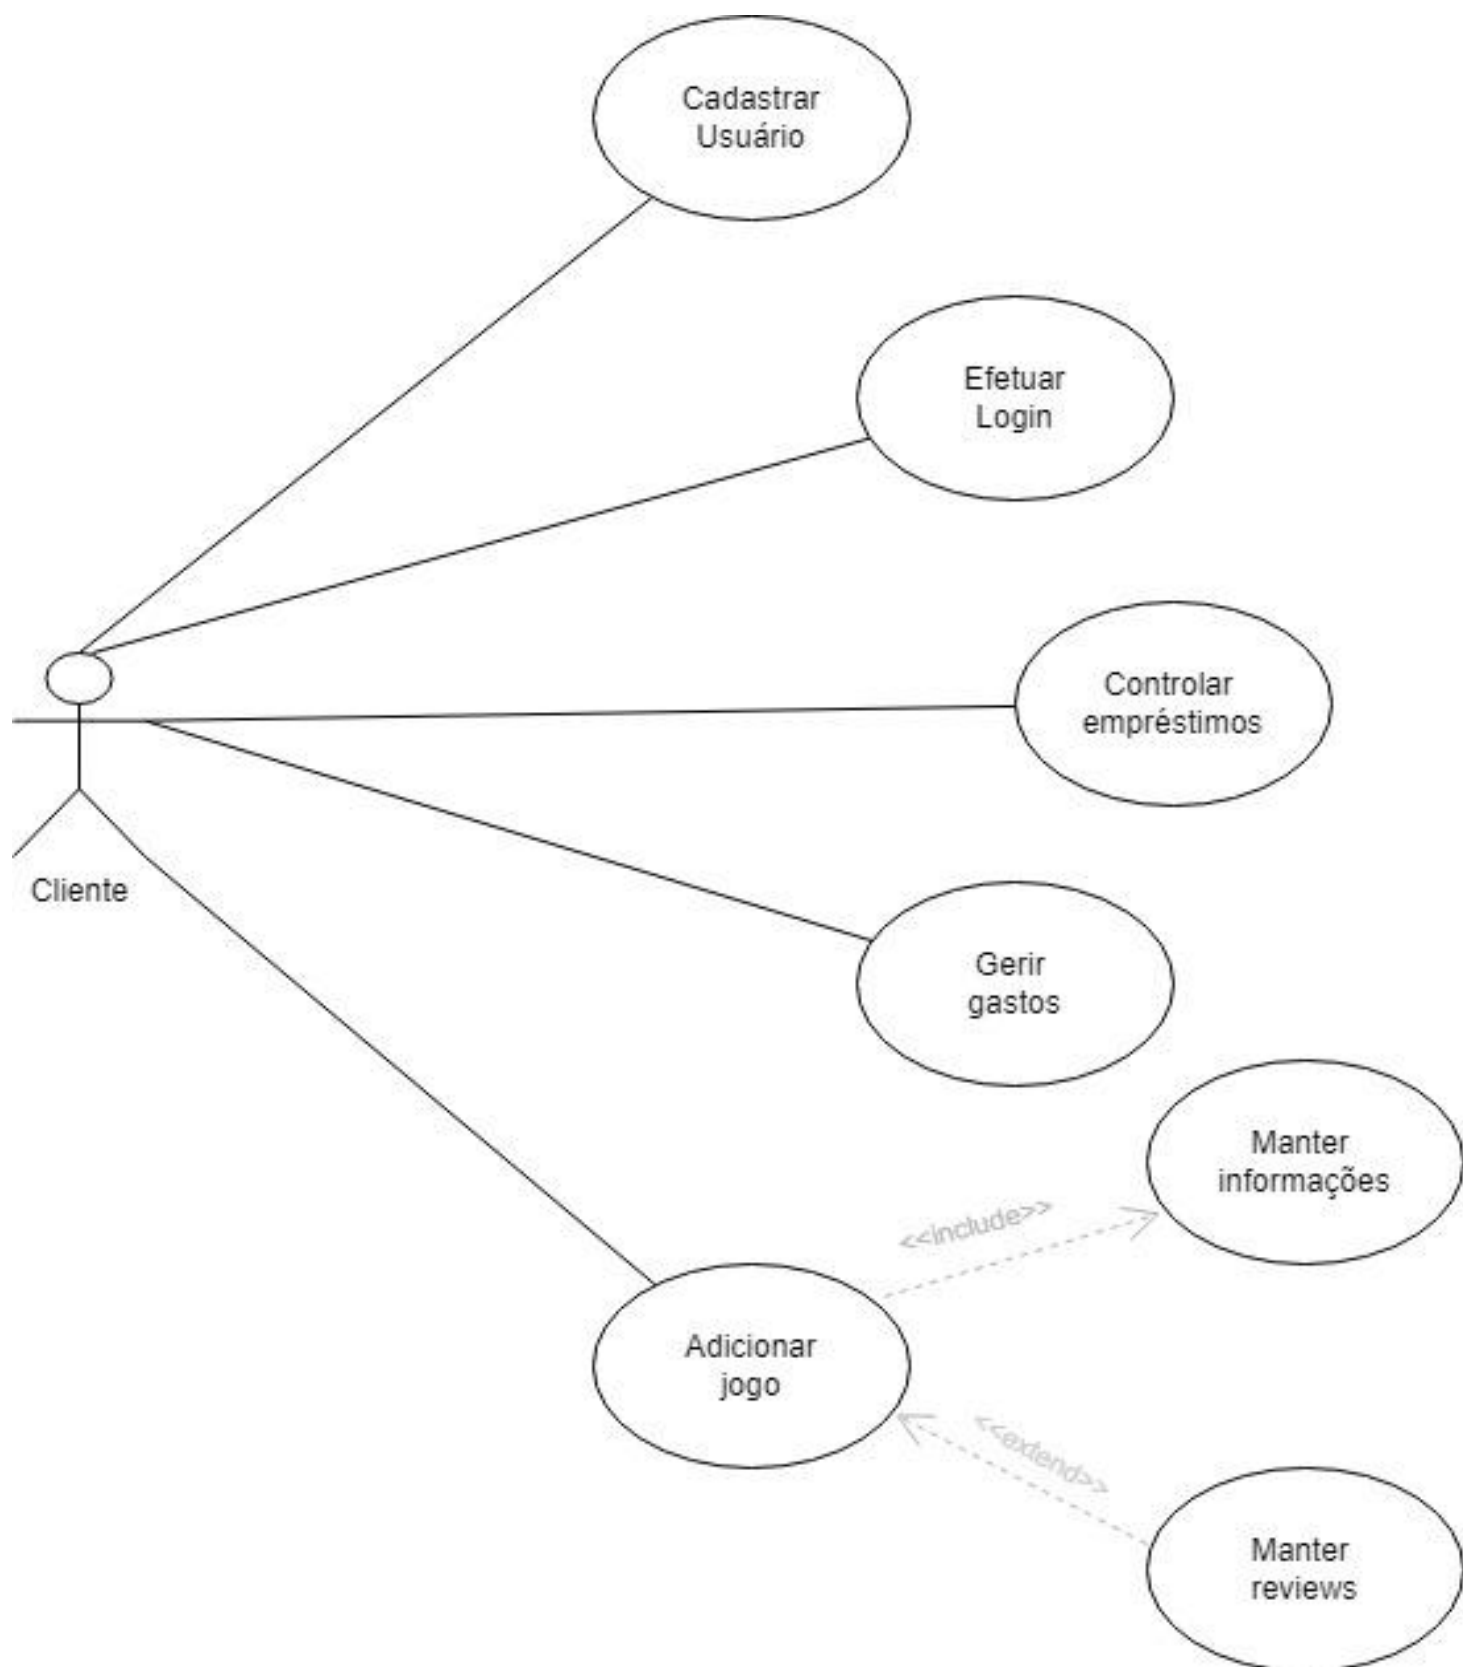 Cadastrar
Usuário
Efetuar
Login
Controlar
empréstimos
Cliente
Gerir
gastos
Manter
informações
<<include>>
Adicionar
jogo
<<extend>>
Manter
reviews